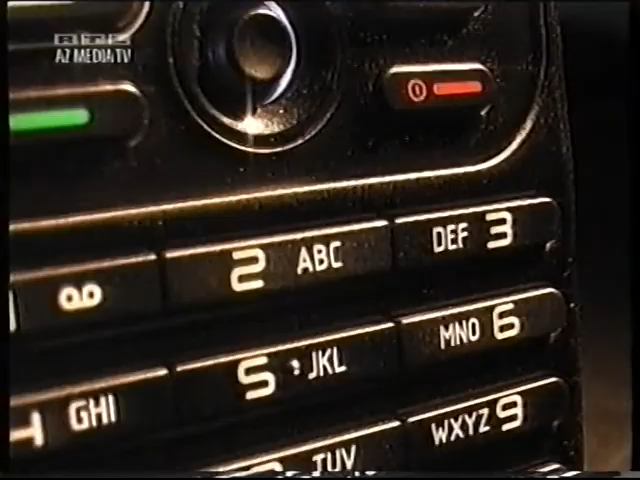 RTL
AZ MEDIA TV
2 ABC
DEF 3
5 JKL
MNO 6
GHI
TUV
WXYZ 9